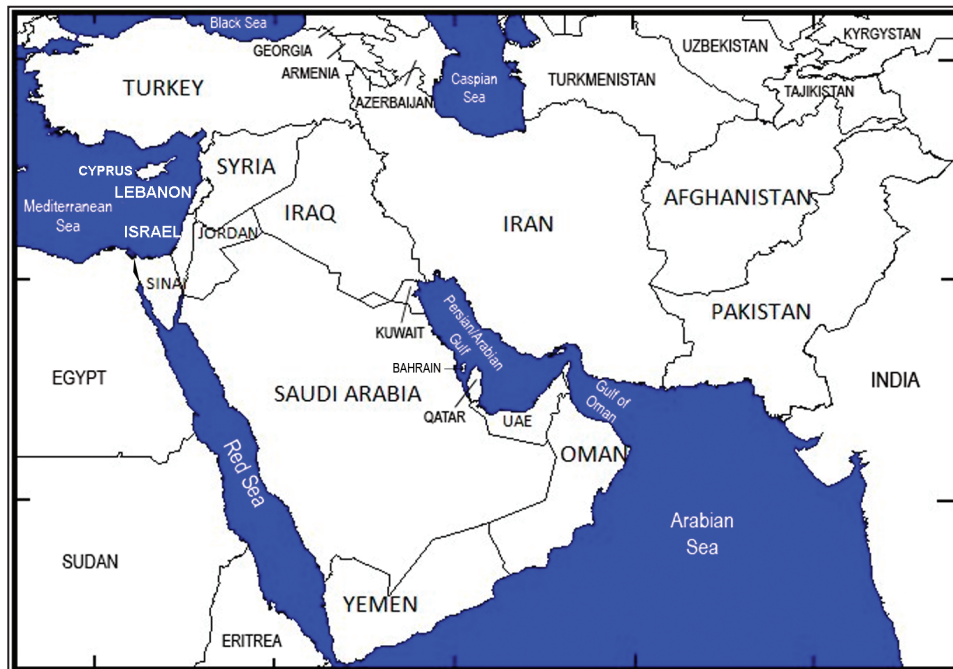 Black Sea
GEORGIA
ARMENIA
AZERBAIJAN
Caspian
Sea
UZBEKISTAN
KYRGYSTAN
TURKMENISTAN
TAJIKISTAN
TURKEY
CYPRUS
SYRIA
LEBANON
Mediterranean
Sea
ISRAEL
JORDAN
IRAQ
IRAN
AFGHANISTAN
SINA
KUWAIT
Persian/Arabian
Gulf
PAKISTAN
EGYPT
SAUDI ARABIA
BAHRAIN
QATAR
UAE
Gulf of
Oman
INDIA
OMAN
Red Sea
Arabian
Sea
SUDAN
YEMEN
ERITREA